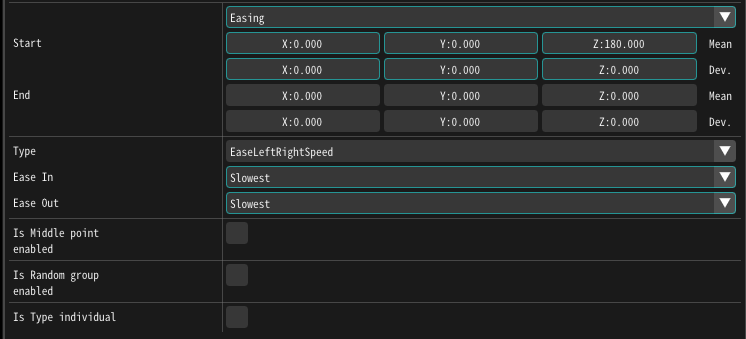 Easing
Start X:0.000 Y:0.000 Z:180.000 Mean
X:0.000 Y:0.000 Z:0.000 Dev.
End X:0.000 Y:0.000 Z:0.000 Mean
X:0.000 Y:0.000 Z:0.000 Dev.
Type EaseLeftRightSpeed
Ease In Slowest
Ease Out Slowest
Is Middle point
enabled
Is Random group
enabled
Is Type individual